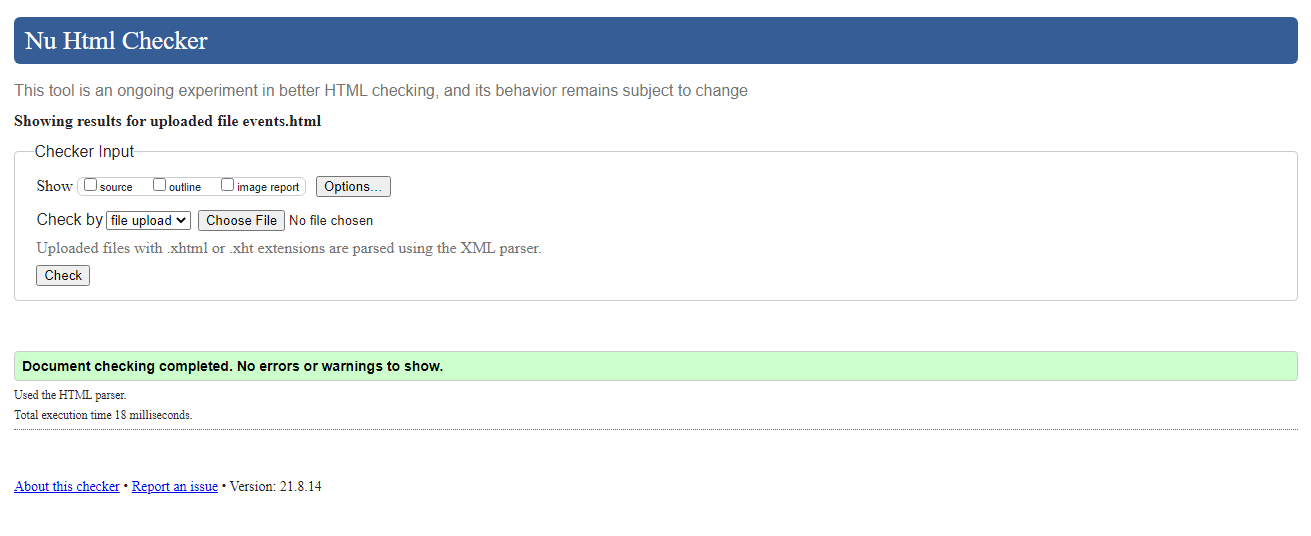 Nu Html Checker
This tool is an ongoing experiment in better HTML checking, and its behavior remains subject to change
Showing results for uploaded file events.html
Checker Input
Show source outline image report Options...
Check by file upload Choose File No file chosen
Uploaded files with .xhtml or .xht extensions are parsed using the XML parser.
Check
Document checking completed. No errors or warnings to show.
Used the HTML parser.
Total execution time 18 milliseconds.
About this checker • Report an issue • Version: 21.8.14